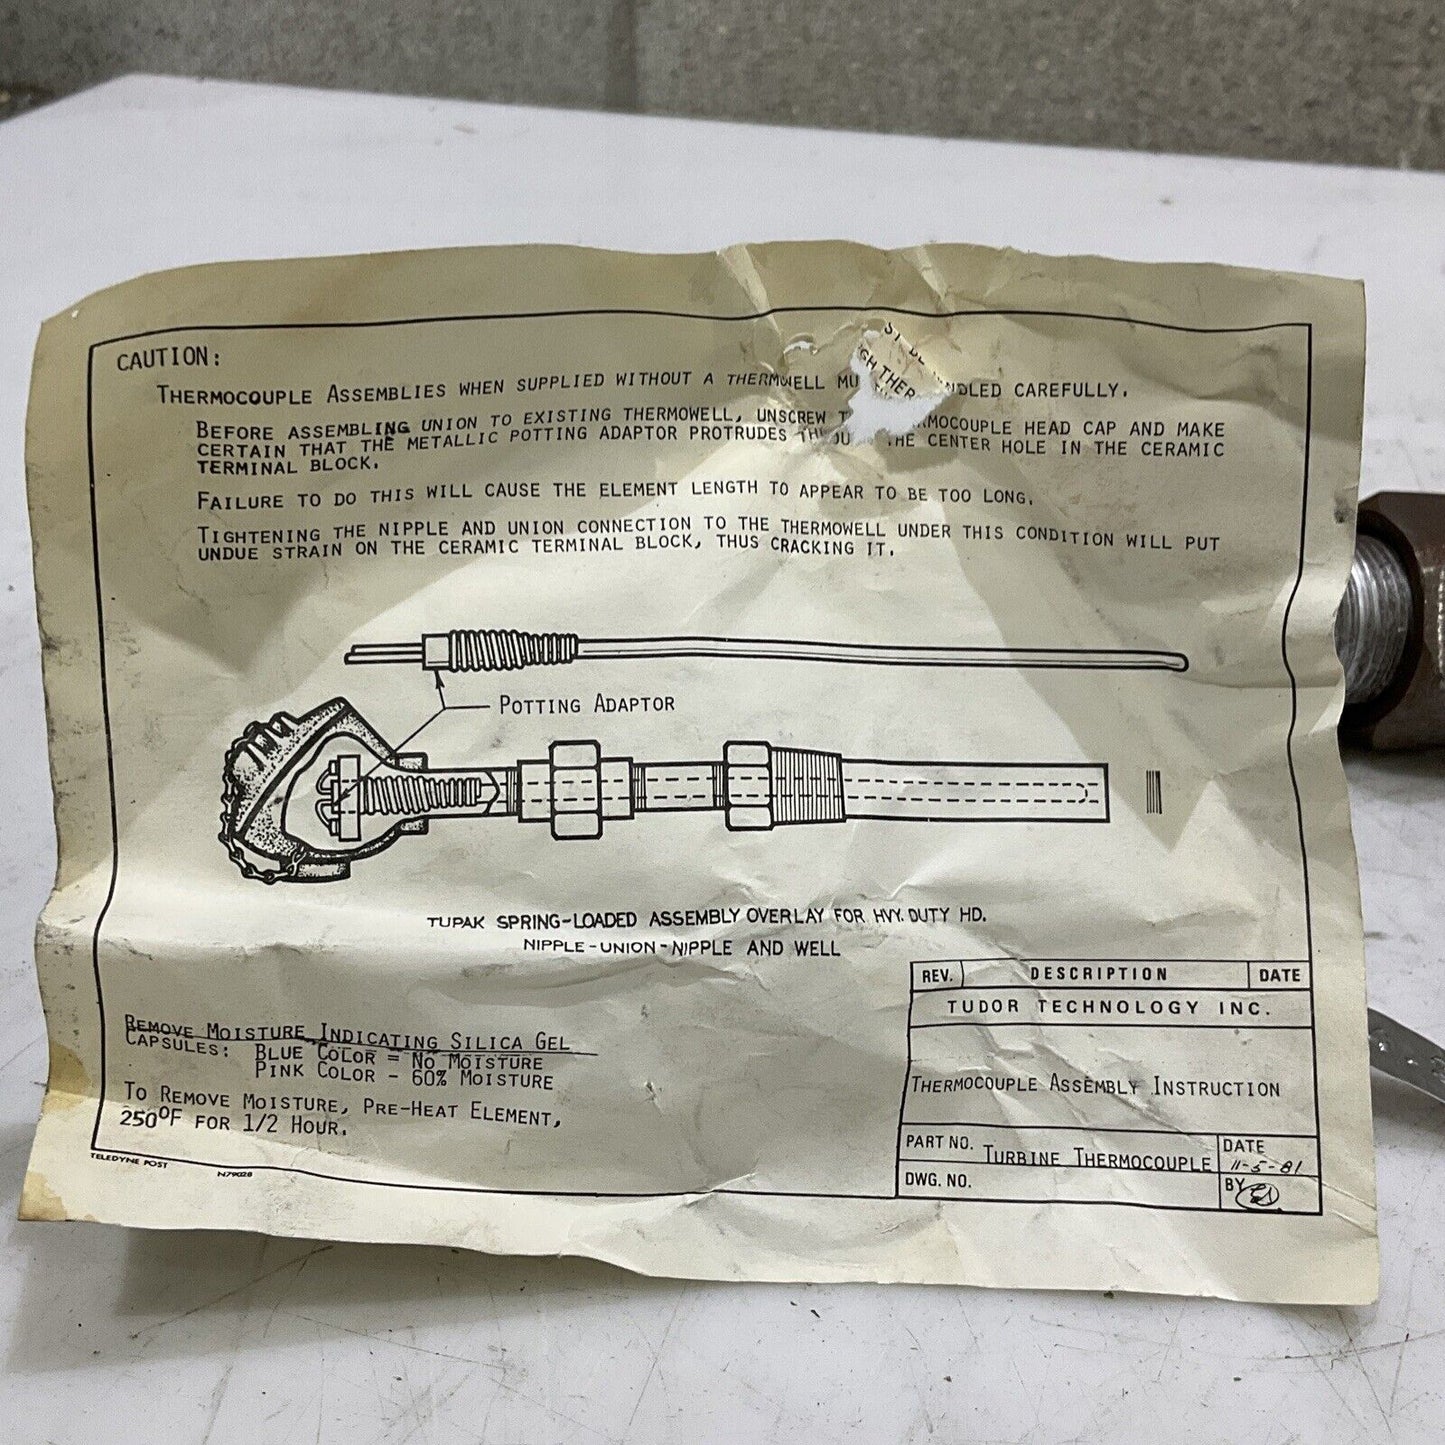 CAUTION:
THERMOCOUPLE ASSEMBLIES WHEN SUPPLIED WITHOUT A THERMWELL MU NDLED CAREFULLY.
ST BE
GH THER
BEFORE ASSEMBLING UNION TO EXISTING THERMOWELL, UNSCREW T RMOCOUPLE HEAD CAP AND MAKE
CERTAIN THAT THE METALLIC POTTING ADAPTOR PROTRUDES THROU THE CENTER HOLE IN THE CERAMIC
TERMINAL BLOCK.
FAILURE TO DO THIS WILL CAUSE THE ELEMENT LENGTH TO APPEAR TO BE TOO LONG.
TIGHTENING THE NIPPLE AND UNION CONNECTION TO THE THERMOWELL UNDER THIS CONDITION WILL PUT
UNDUE STRAIN ON THE CERAMIC TERMINAL BLOCK, THUS CRACKING IT.
POTTING ADAPTOR
TUPAK SPRING-LOADED ASSEMBLY OVERLAY FOR HVY. DUTY HD.
NIPPLE-UNION-NIPPLE AND WELL
REMOVE MOISTURE INDICATING SILICA GEL
CAPSULES: BLUE COLOR = NO MOISTURE
PINK COLOR - 60% MOISTURE
TO REMOVE MOISTURE, PRE-HEAT ELEMENT,
250°F FOR 1/2 HOUR.
TELEDYNE POST N79028
REV. DESCRIPTION DATE
TUDOR TECHNOLOGY INC.
THERMOCOUPLE ASSEMBLY INSTRUCTION
PART NO. TURBINE THERMOCOUPLE
DATE 11-5-81
DWG. NO.
BY